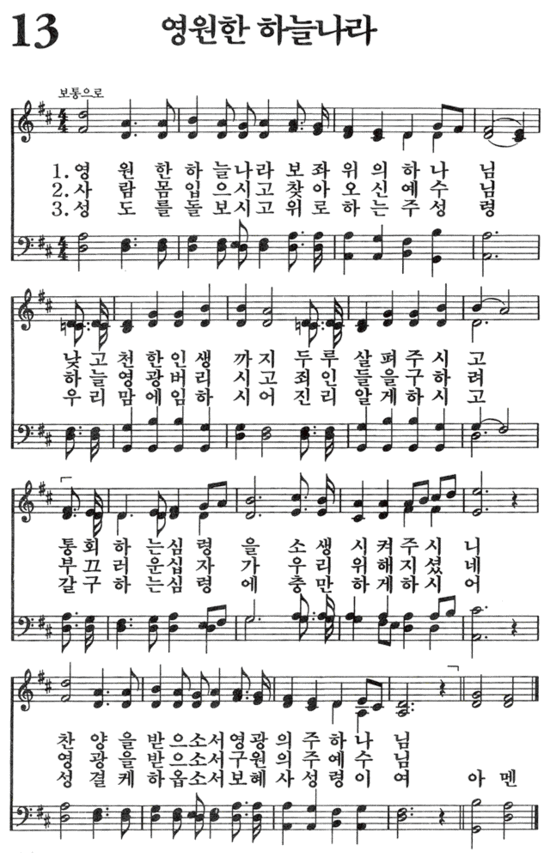 13 영원한 하늘나라
보통으로
1. 영 원 한 하 늘 나 라 보 좌 위 의 하 나 님
2. 사 람 몸 입 으 시 고 찾 아 오 신 예 수 님
3. 성 도 를 돌 보 시 고 위 로 하 는 주 성 령
낮 고 천 한 인 생 까 지 두 루 살 펴 주 시 고
하 늘 영 광 버 리 시 고 죄 인 들 을 구 하 려
우 리 맘 에 임 하 시 어 진 리 알 게 하 시 고
통 회 하 는 심 령 을 소 생 시 켜 주 시 니
부 끄 러 운 십 자 가 우 리 위 해 지 셨 네
갈 구 하 는 심 령 에 충 만 하 게 하 시 어
찬 양 을 받 으 소 서 영 광 의 주 하 나 님
영 광 을 받 으 소 서 구 원 의 주 예 수 님
성 결 케 하 옵 소 서 보 혜 사 성 령 이 여 아 멘